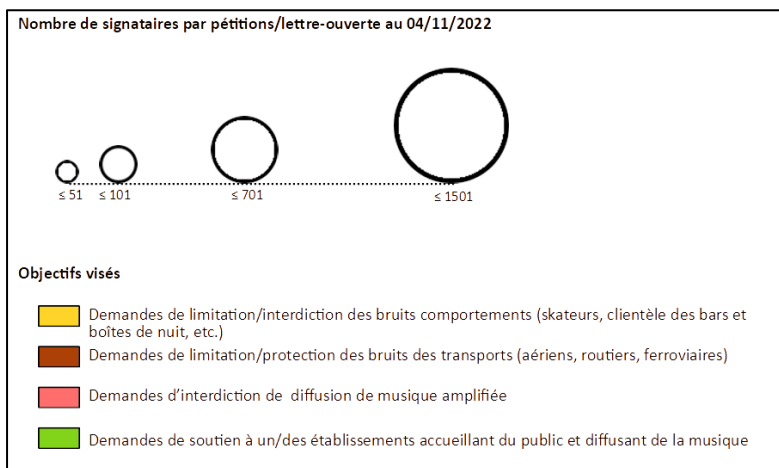 Nombre de signataires par pétitions/lettre-ouverte au 04/11/2022
≤ 51 ≤ 101 ≤ 701 ≤ 1501
Objectifs visés
Demandes de limitation/interdiction des bruits comportements (skateurs, clientèle des bars et
boîtes de nuit, etc.)
Demandes de limitation/protection des bruits des transports (aériens, routiers, ferroviaires)
Demandes d'interdiction de diffusion de musique amplifiée
Demandes de soutien à un/des établissements accueillant du public et diffusant de la musique